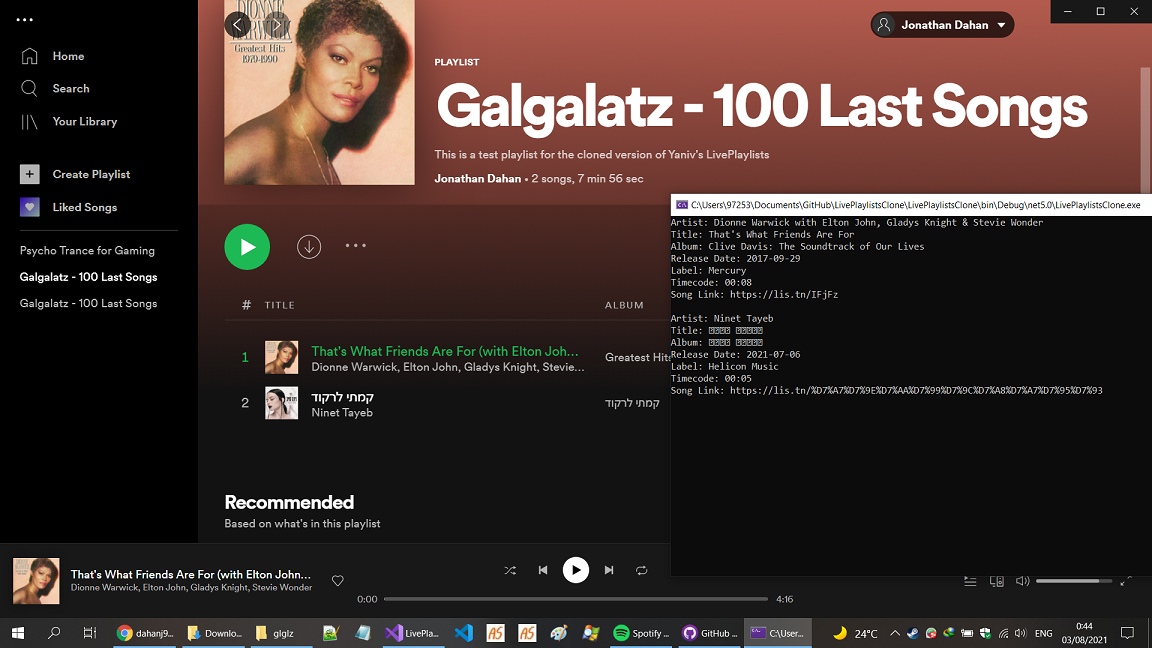 DIONNE
WARWICK
Greatest Hits
1979-1990
Jonathan Dahan
Home
Search
Your Library
Create Playlist
Liked Songs
Psycho Trance for Gaming
Galgalatz - 100 Last Songs
Galgalatz - 100 Last Songs
PLAYLIST
Galgalatz - 100 Last Songs
This is a test playlist for the cloned version of Yaniv's LivePlaylists
Jonathan Dahan • 2 songs, 7 min 56 sec
# TITLE ALBUM
1 That's What Friends Are For (with Elton Joh...
Dionne Warwick, Elton John, Gladys Knight, Stevie...
Greatest Hits
2 קמתי לרקוד
Ninet Tayeb
קמתי לרקוד
Recommended
Based on what's in this playlist
C:\Users\97253\Documents\GitHub\LivePlaylistsClone\LivePlaylistsClone\bin\Debug\net5.0\LivePlaylistsClone.exe
Artist: Dionne Warwick with Elton John, Gladys Knight & Stevie Wonder
Title: That's What Friends Are For
Album: Clive Davis: The Soundtrack of Our Lives
Release Date: 2017-09-29
Label: Mercury
Timecode: 00:08
Song Link: https://lis.tn/IFjFz
Artist: Ninet Tayeb
Title:
Album:
Release Date: 2021-07-06
Label: Helicon Music
Timecode: 00:05
Song Link: https://lis.tn/%D7%A7%D7%9E%D7%AA%D7%99%D7%9C%D7%A8%D7%A7%D7%95%D7%93
That's What Friends Are For (with Elton John...
Dionne Warwick, Elton John, Gladys Knight, Stevie Wonder
0:00
4:16
dahanj9...
Downlo...
glglz
LivePla...
AS
AS
Spotify ...
GitHub ...
C:\User...
24°C
ENG
0:44
03/08/2021